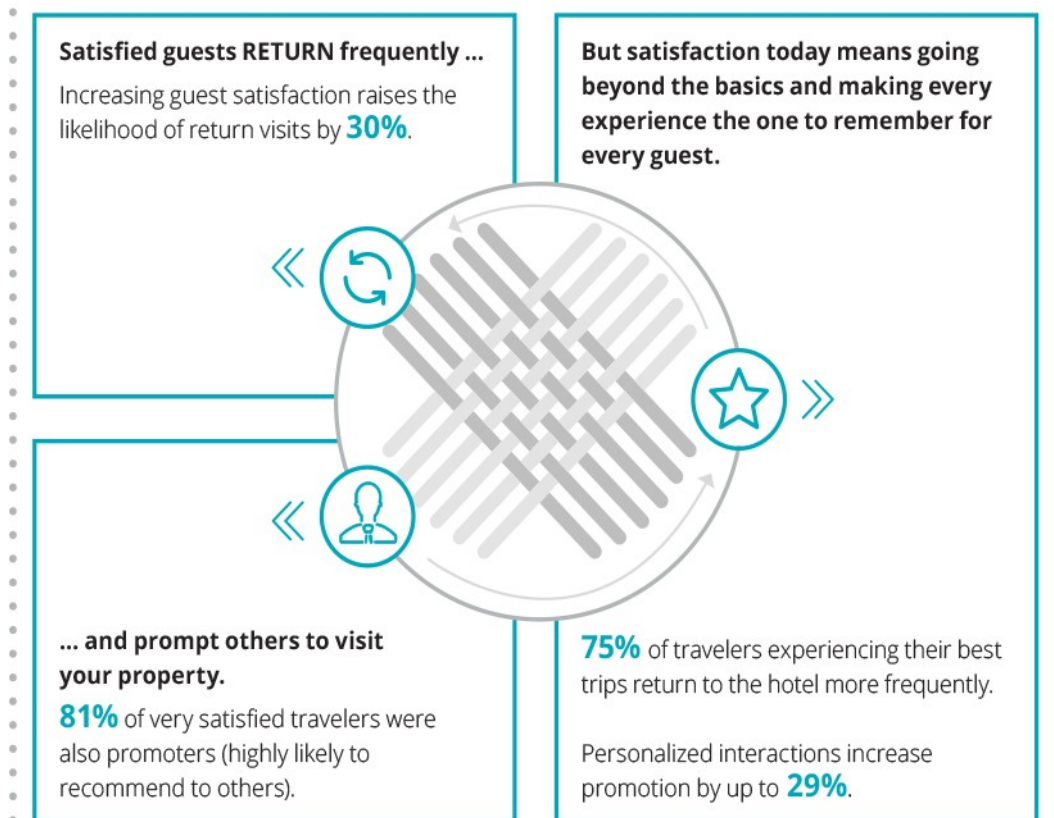 Satisfied guests RETURN frequently ...
Increasing guest satisfaction raises the
likelihood of return visits by 30%.
... and prompt others to visit
your property.
81% of very satisfied travelers were
also promoters (highly likely to
recommend to others).
But satisfaction today means going
beyond the basics and making every
experience the one to remember for
every guest.
75% of travelers experiencing their best
trips return to the hotel more frequently.
Personalized interactions increase
promotion by up to 29%.